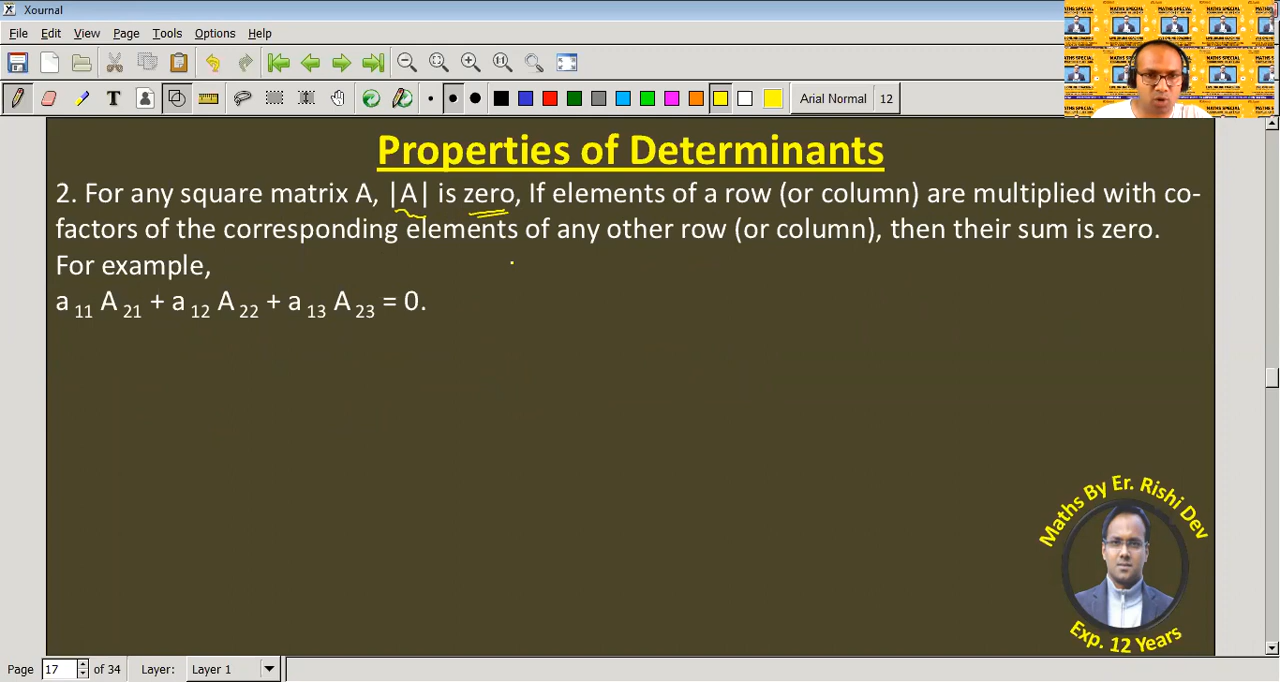 Xournal
File Edit View Page Tools Options Help
T Arial Normal 12
Properties of Determinants
2. For any square matrix A, |A| is zero, If elements of a row (or column) are multiplied with co-
factors of the corresponding elements of any other row (or column), then their sum is zero.
For example,
a 11 A 21 + a 12 A 22 + a 13 A 23 = 0.
Maths By Er. Rishi Dev
Exp. 12 Years
Page 17 of 34 Layer: Layer 1